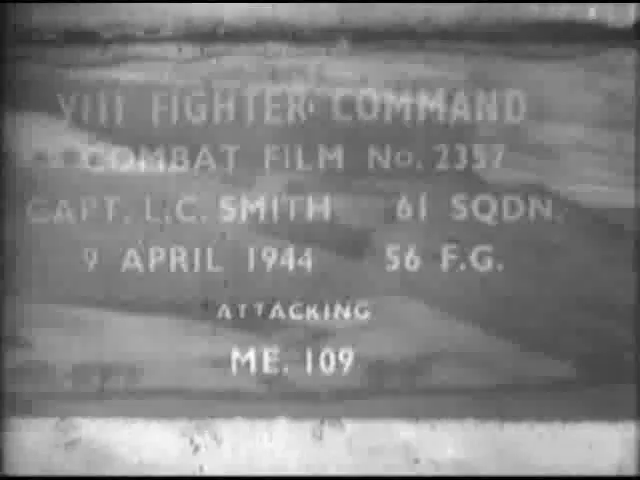 VIII FIGHTER COMMAND
COMBAT FILM No. 2357
CAPT. L.C. SMITH 61 SQDN.
9 APRIL 1944 56 F.G.
ATTACKING
ME. 109